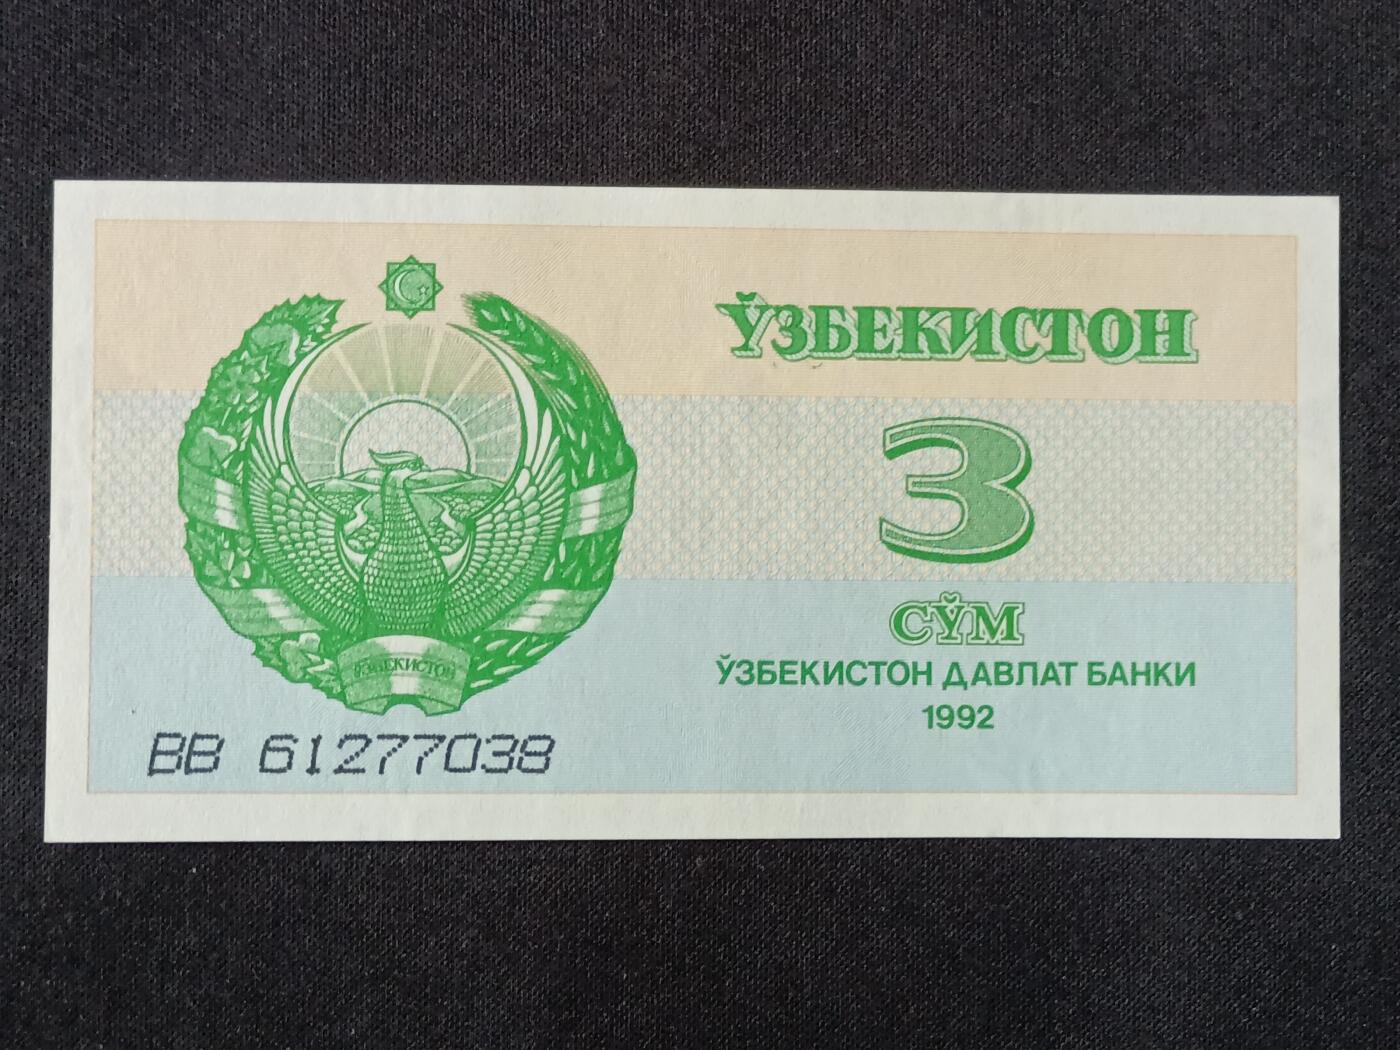 ЎЗБЕКИСТОН
3
СЎМ
ЎЗБЕКИСТОН ДАВЛАТ БАНКИ
1992
ЎЗБЕКИСТОН
ВВ 61277038